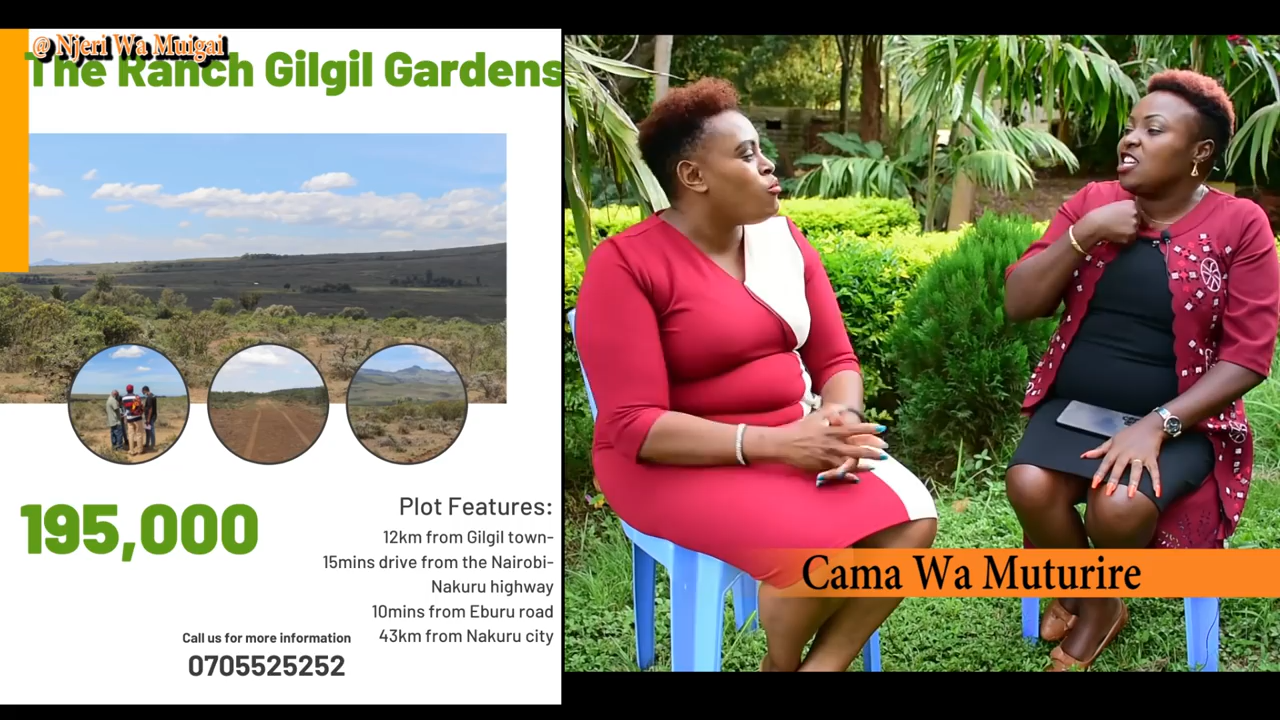 @ Njeri Wa Muigai
The Ranch Gilgil Gardens
195,000
Plot Features:
12km from Gilgil town-
15mins drive from the Nairobi-
Nakuru highway
10mins from Eburu road
43km from Nakuru city
Call us for more information
0705525252
Cama Wa Muturire